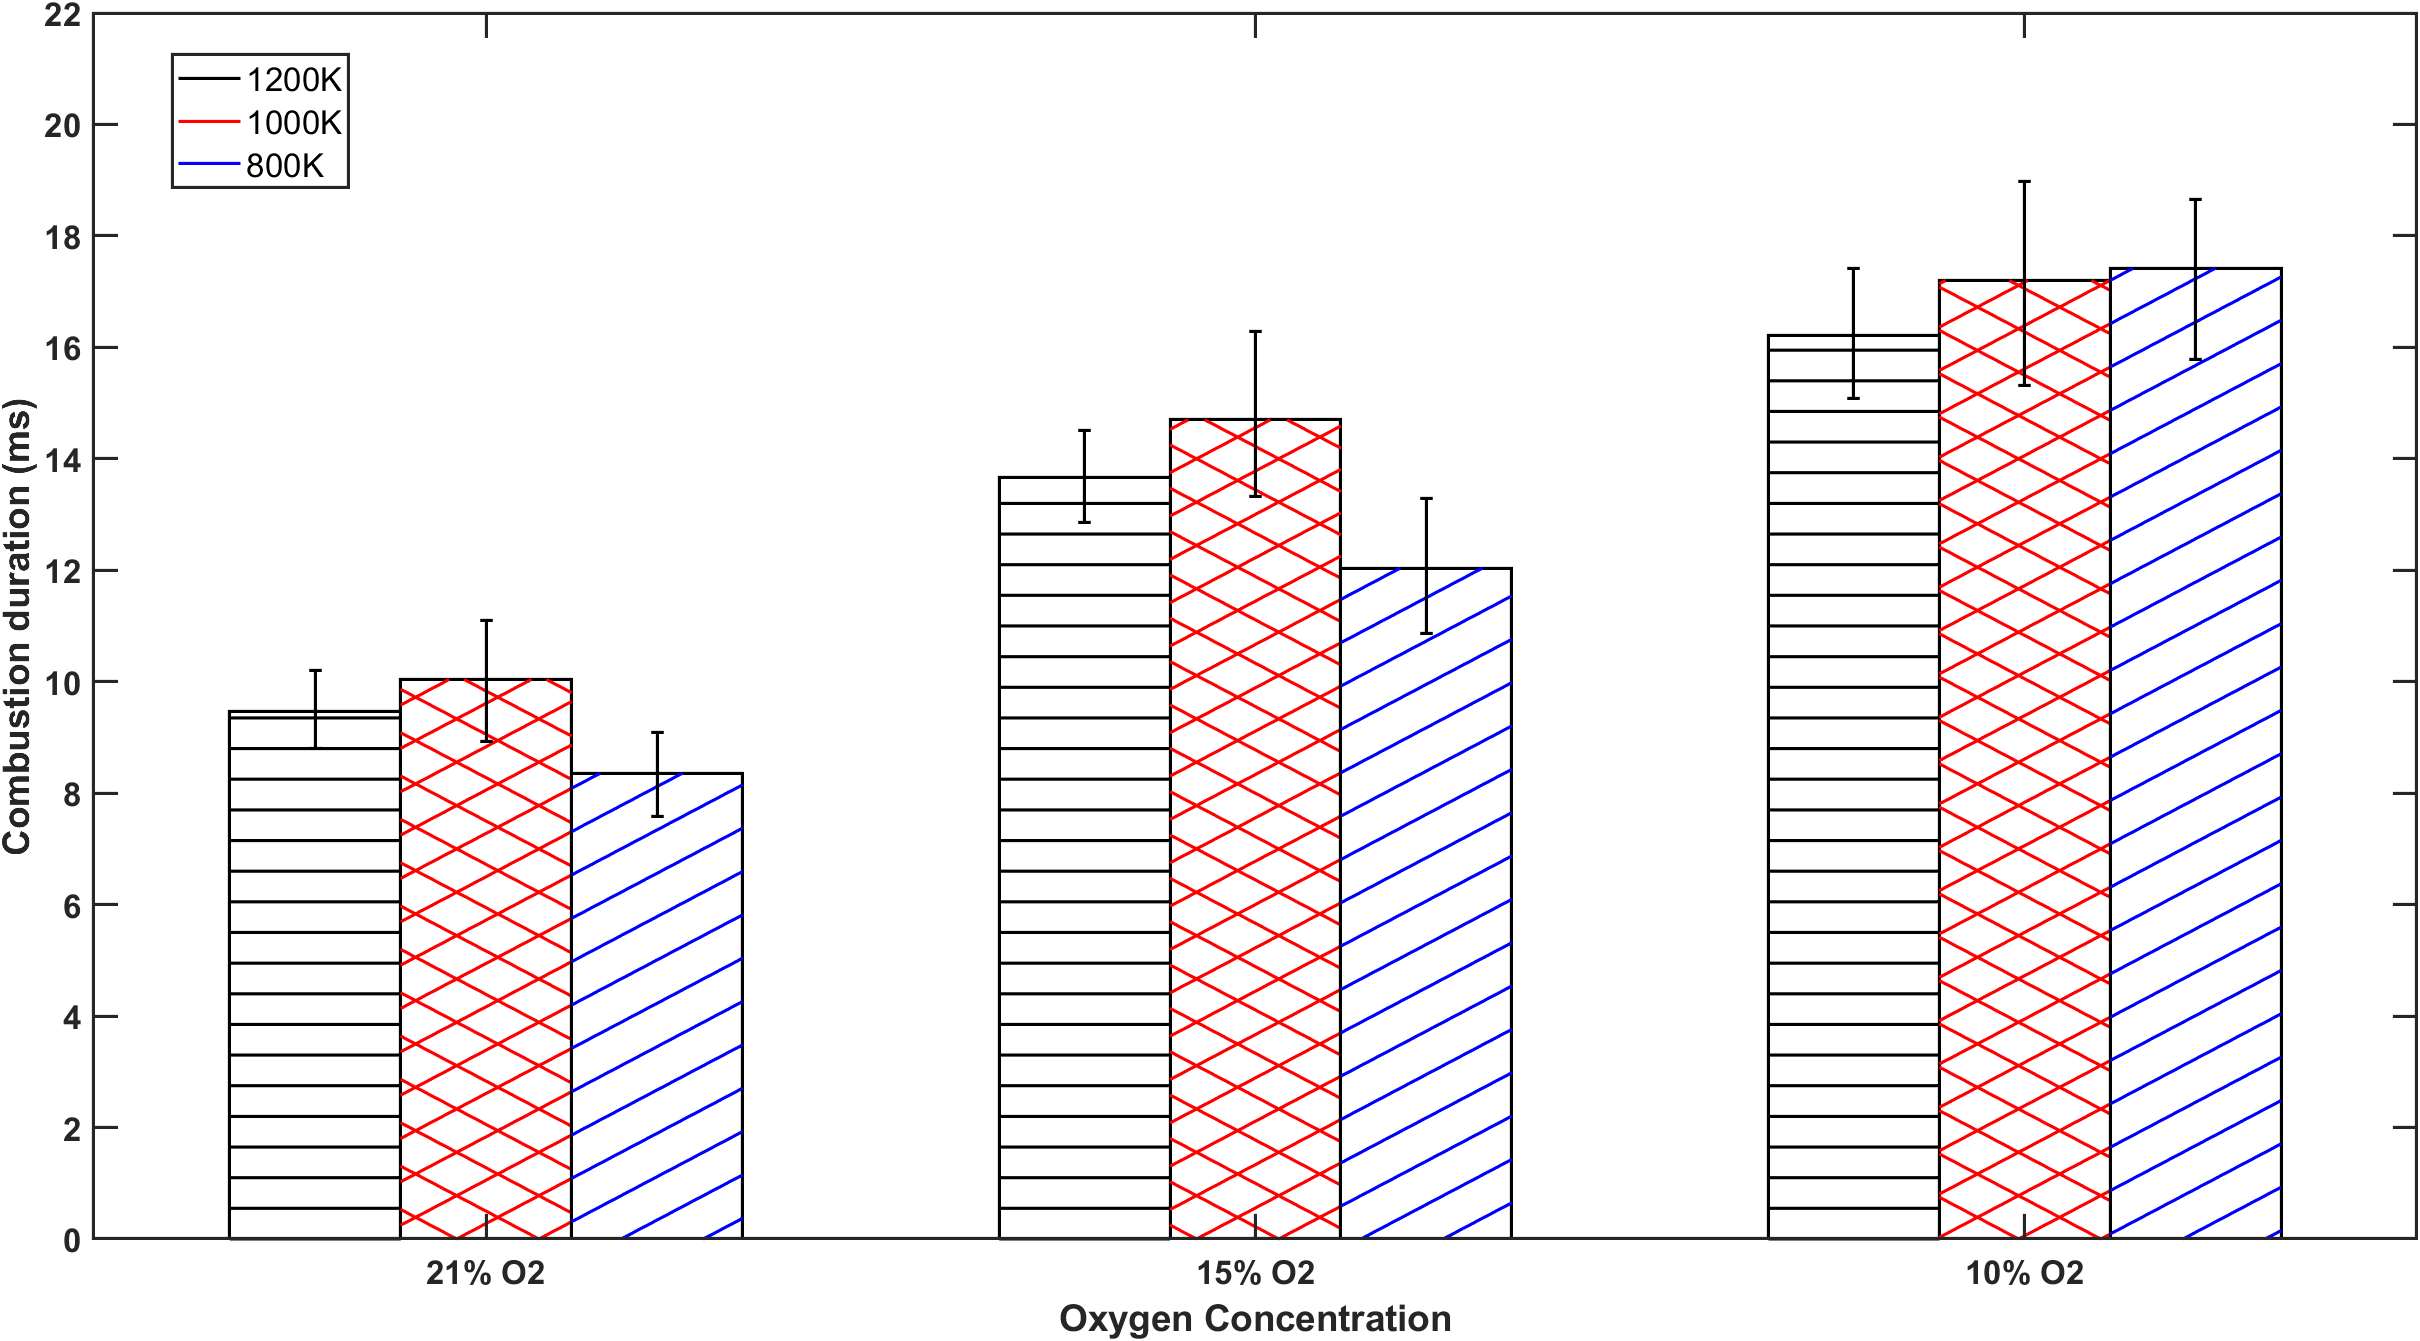 22
20
18
16
14
12
10
8
6
4
2
0
Combustion duration (ms)
1200K
1000K
800K
21% O2
15% O2
10% O2
Oxygen Concentration